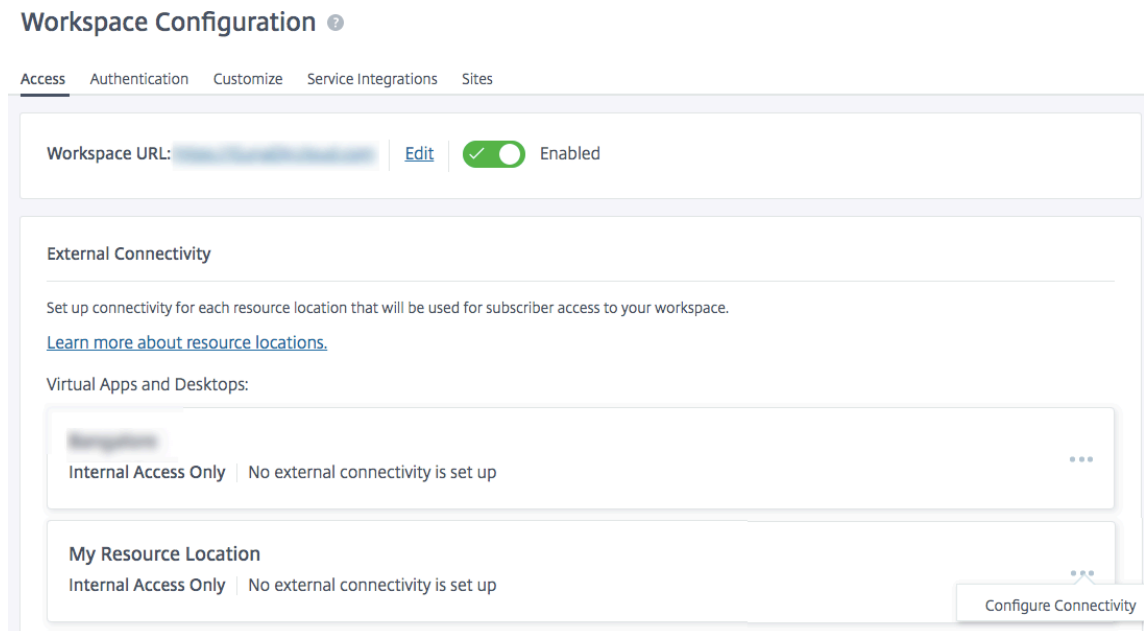 Workspace Configuration ?
Access Authentication Customize Service Integrations Sites
Workspace URL: Edit Enabled
External Connectivity
Set up connectivity for each resource location that will be used for subscriber access to your workspace.
Learn more about resource locations.
Virtual Apps and Desktops:
Internal Access Only No external connectivity is set up
My Resource Location
Internal Access Only No external connectivity is set up
Configure Connectivity